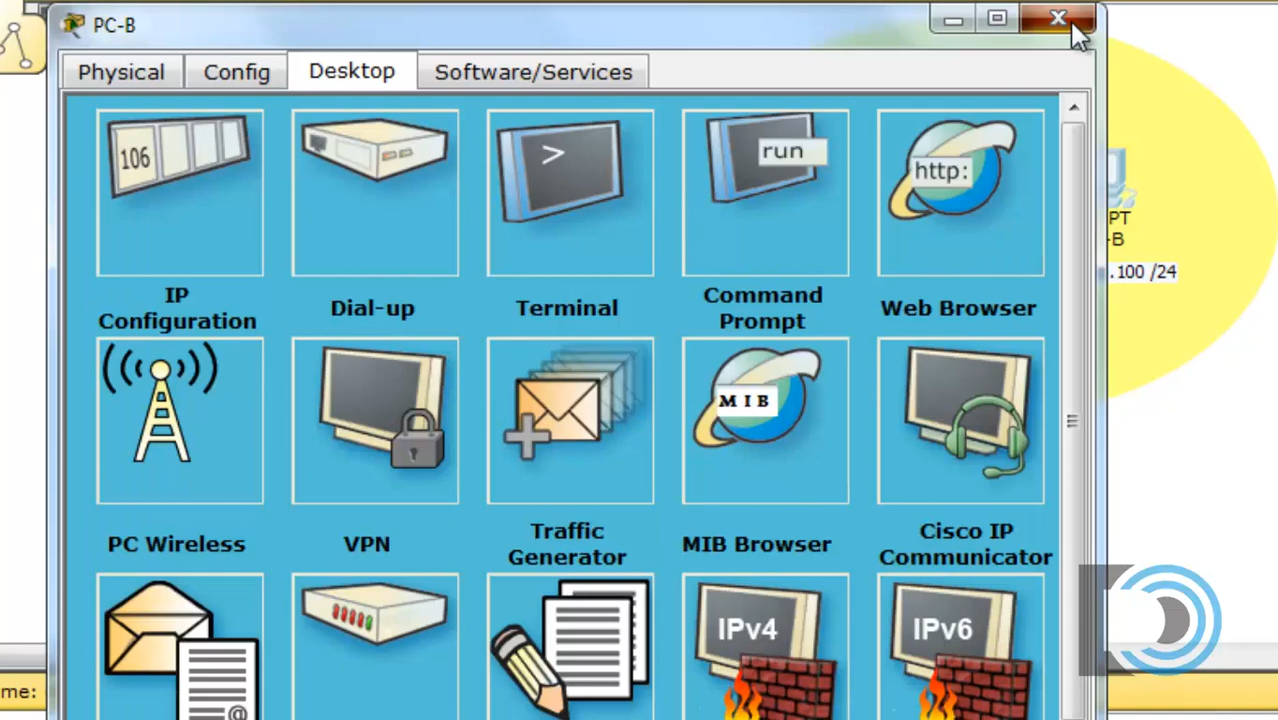 PC-B
Physical
Config
Desktop
Software/Services
106
>
run
http:
IP
Configuration
Dial-up
Terminal
Command
Prompt
Web Browser
PT
-B
.100 /24
MIB
PC Wireless
VPN
Traffic
Generator
MIB Browser
Cisco IP
Communicator
@
IPv4
IPv6
me: